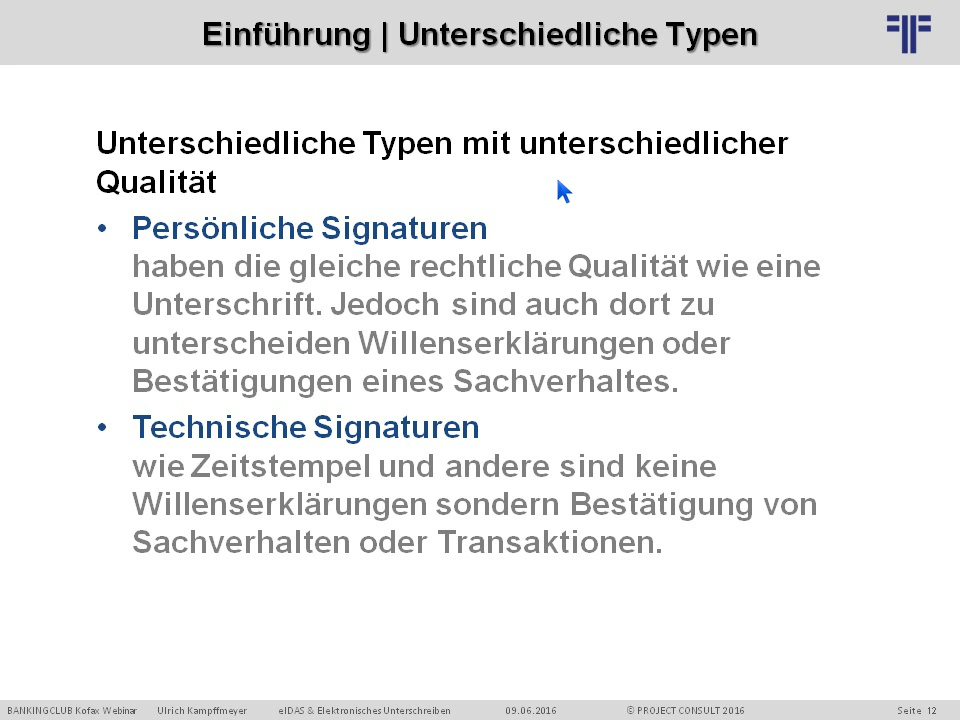 Einführung | Unterschiedliche Typen
Unterschiedliche Typen mit unterschiedlicher
Qualität
• Persönliche Signaturen
haben die gleiche rechtliche Qualität wie eine
Unterschrift. Jedoch sind auch dort zu
unterscheiden Willenserklärungen oder
Bestätigungen eines Sachverhaltes.
• Technische Signaturen
wie Zeitstempel und andere sind keine
Willenserklärungen sondern Bestätigung von
Sachverhalten oder Transaktionen.
BANKINGCLUB Kofax Webinar Ulrich Kampffmeyer eIDAS & Elektronisches Unterschreiben 09.06.2016 © PROJECT CONSULT 2016 Seite 12